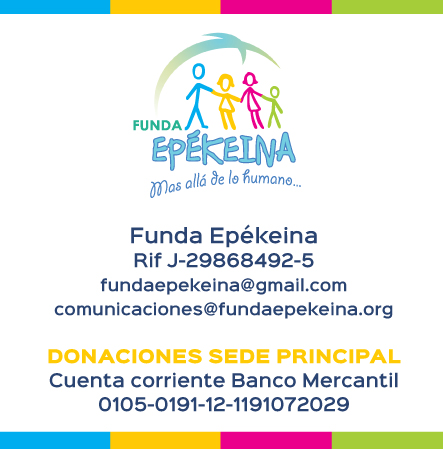 FUNDA
EPÉKEINA
Mas allá de lo humano...
Funda Epékeina
Rif J-29868492-5
fundaepekeina@gmail.com
comunicaciones@fundaepekeina.org
DONACIONES SEDE PRINCIPAL
Cuenta corriente Banco Mercantil
0105-0191-12-1191072029